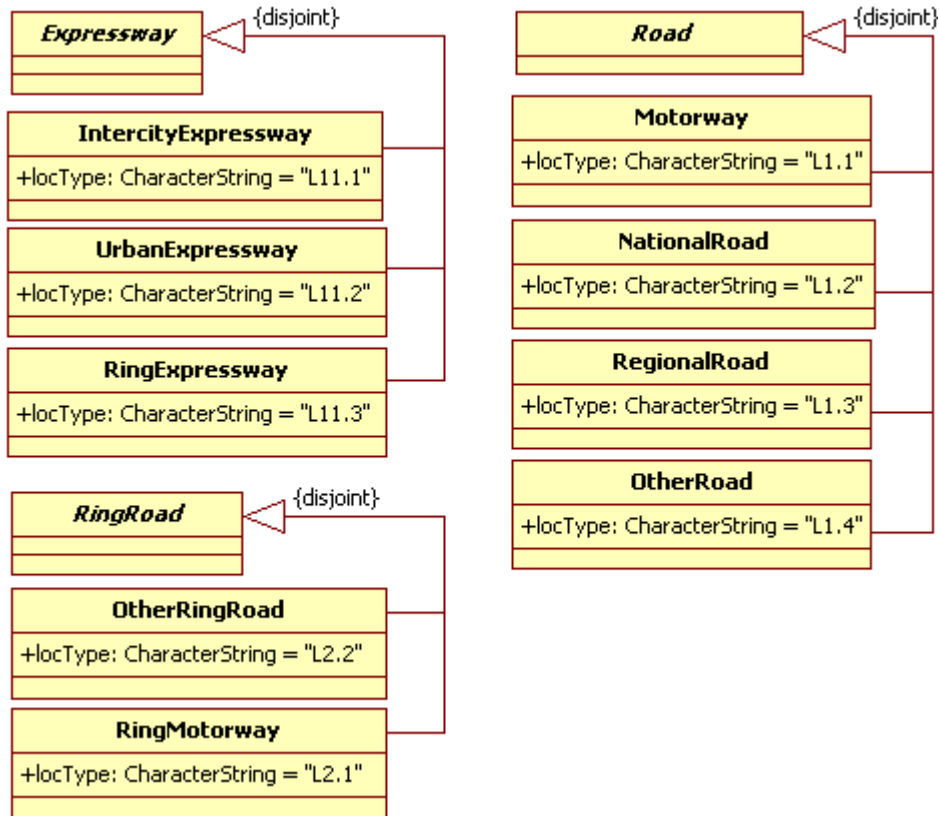 Expressway
{disjoint}
IntercityExpressway
+locType: CharacterString = "L11.1"
UrbanExpressway
+locType: CharacterString = "L11.2"
RingExpressway
+locType: CharacterString = "L11.3"
RingRoad
{disjoint}
OtherRingRoad
+locType: CharacterString = "L2.2"
RingMotorway
+locType: CharacterString = "L2.1"
Road
{disjoint}
Motorway
+locType: CharacterString = "L1.1"
NationalRoad
+locType: CharacterString = "L1.2"
RegionalRoad
+locType: CharacterString = "L1.3"
OtherRoad
+locType: CharacterString = "L1.4"